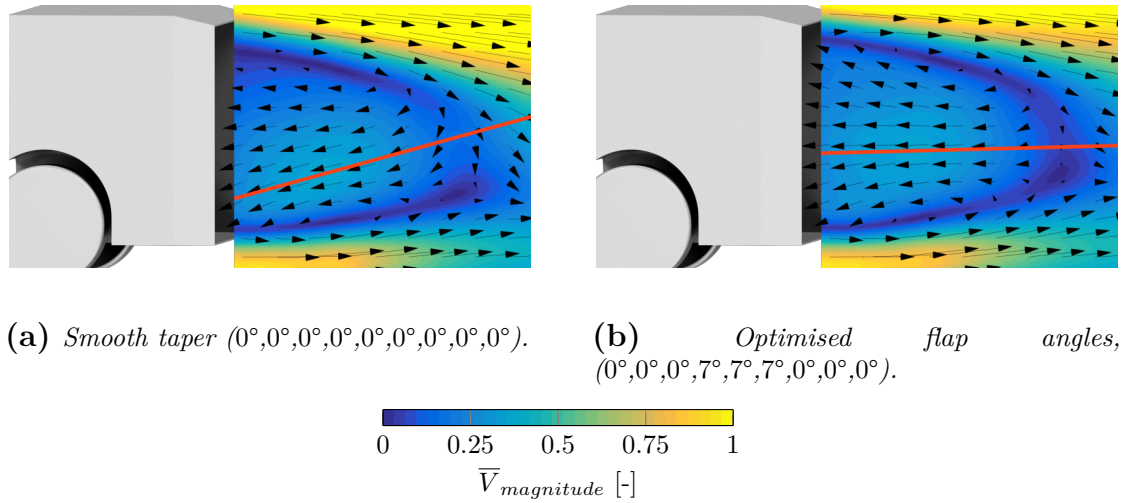 (a) Smooth taper (0°,0°,0°,0°,0°,0°,0°,0°,0°).
(b) Optimised flap angles,
(0°,0°,0°,7°,7°,7°,0°,0°,0°).
0 0.25 0.5 0.75 1
V̅magnitude [-]